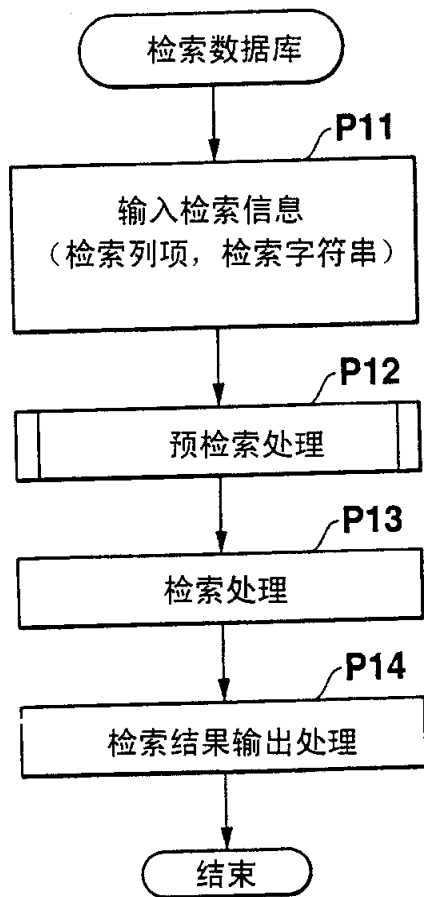 检索数据库
P11
输入检索信息
（检索列项，检索字符串）
P12
预检索处理
P13
检索处理
P14
检索结果输出处理
结束